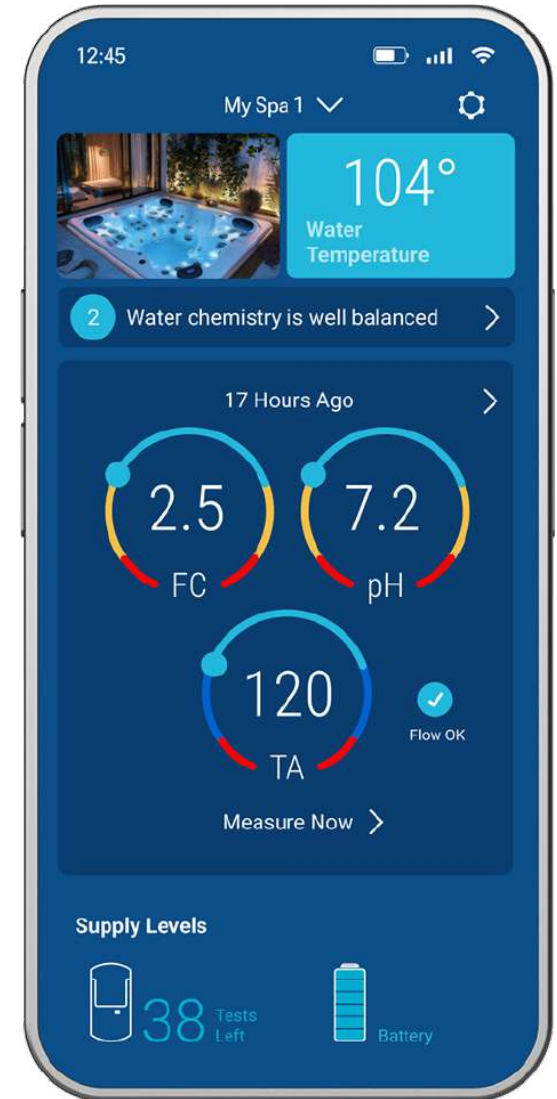 12:45
My Spa 1
104°
Water
Temperature
2 Water chemistry is well balanced
17 Hours Ago
2.5
FC
7.2
pH
120
TA
Flow OK
Measure Now
Supply Levels
38 Tests
Left
Battery